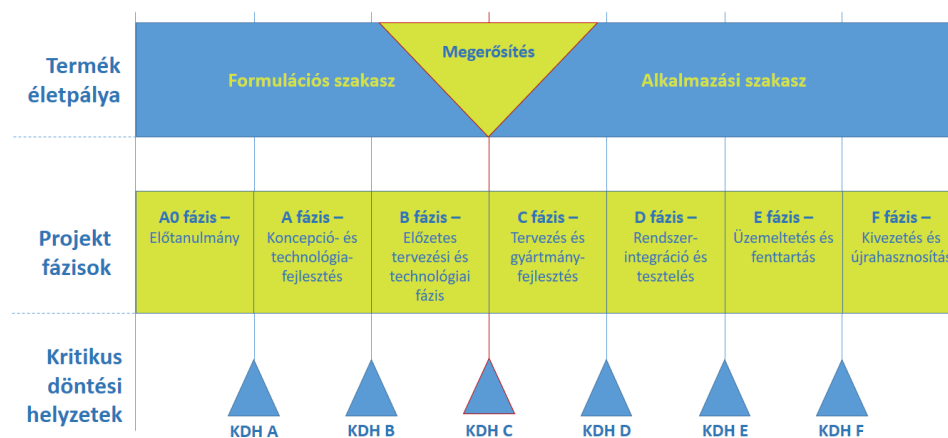 Termék
életpálya
Formulációs szakasz
Megerősítés
Alkalmazási szakasz
Projekt
fázisok
A0 fázis –
Előtanulmány
A fázis –
Koncepció- és
technológia-
fejlesztés
B fázis –
Előzetes
tervezési és
technológiai
fázis
C fázis –
Tervezés és
gyártmány-
fejlesztés
D fázis –
Rendszer-
integráció és
tesztelés
E fázis –
Üzemeltetés és
fenttartás
F fázis –
Kivezetés és
újrahasznosítás
Kritikus
döntési
helyzetek
KDH A
KDH B
KDH C
KDH D
KDH E
KDH F